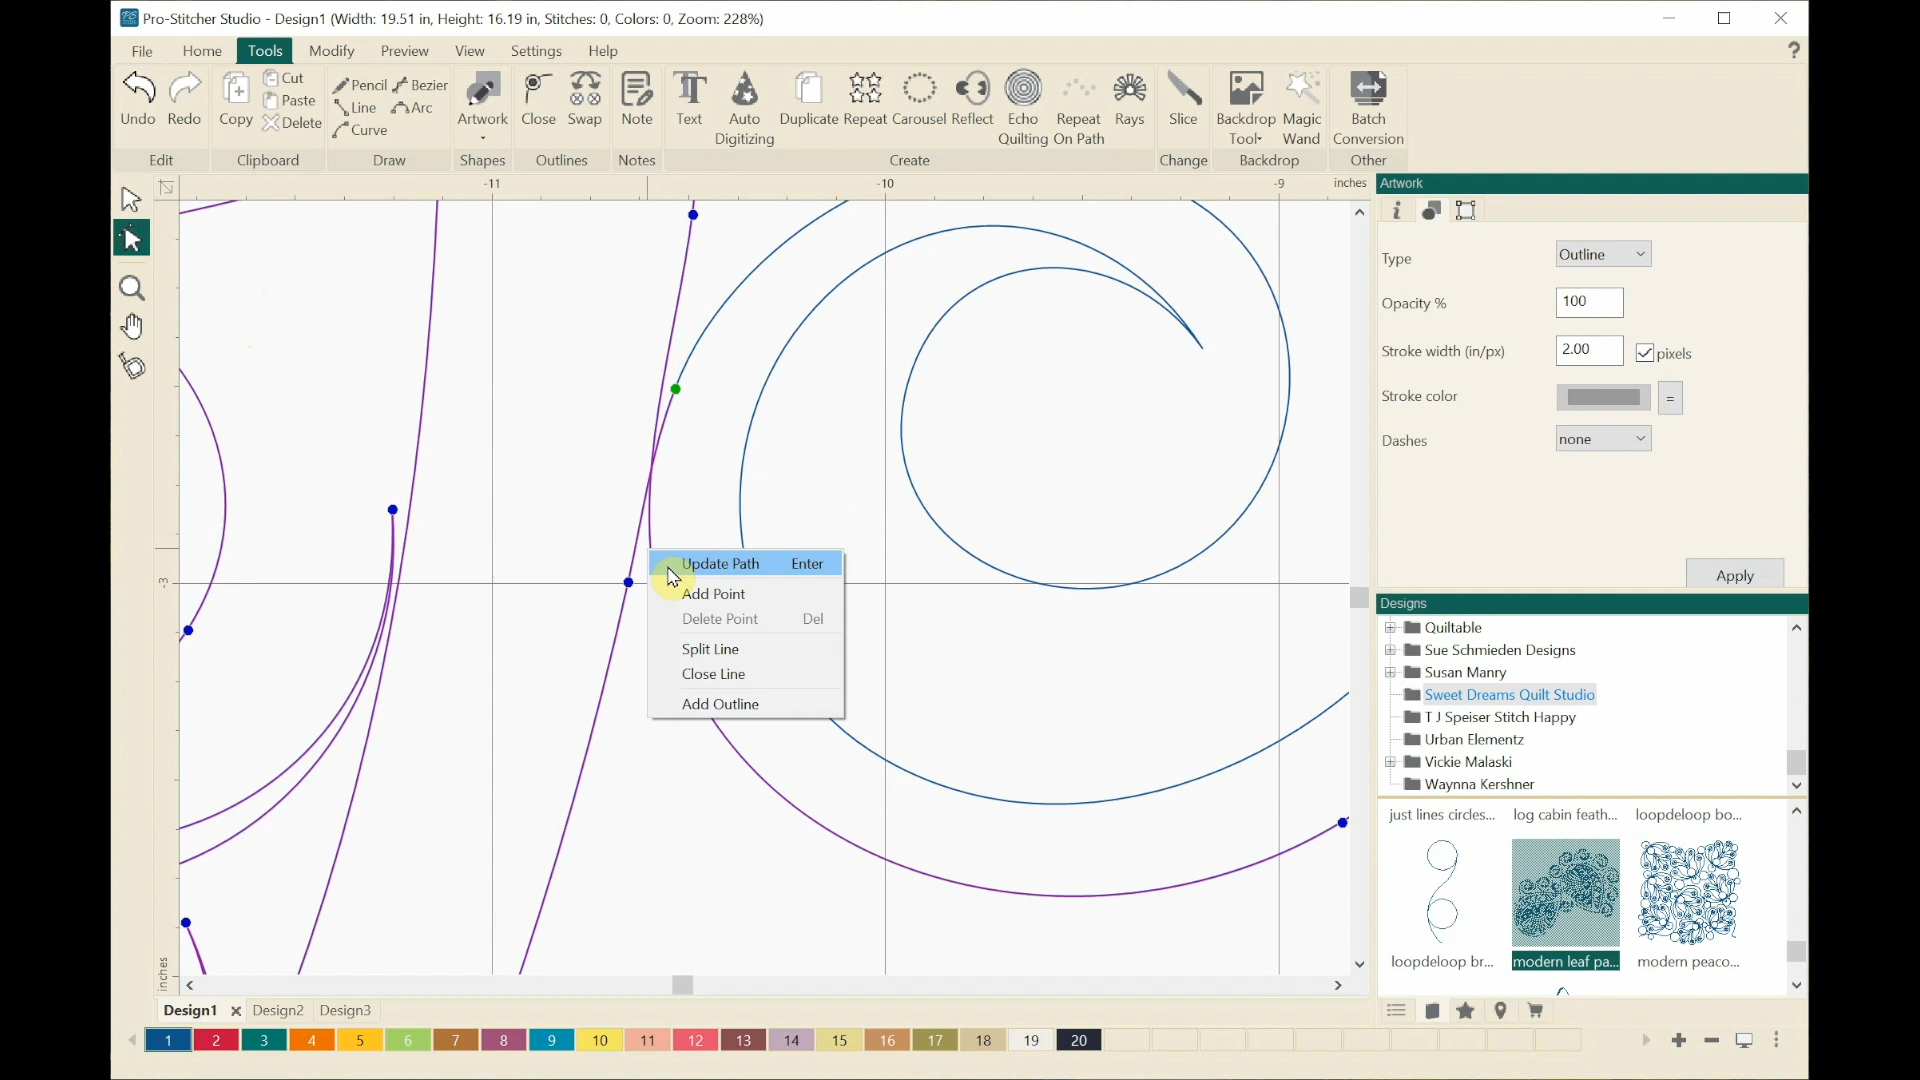 Pro-Stitcher Studio - Design1 (Width: 19.51 in, Height: 16.19 in, Stitches: 0, Colors: 0, Zoom: 228%)
File Home Tools Modify Preview View Settings Help ?
Undo Redo Copy Cut Paste Delete
Pencil Bezier Line Arc Curve
Artwork Close Swap Note Text Auto Digitizing Duplicate Repeat Carousel Reflect Echo Quilting Repeat On Path Rays Slice Backdrop Tool Magic Wand Batch Conversion
Edit Clipboard Draw Shapes Outlines Notes Create Change Backdrop Other
-11 -10 -9 inches
-3
inches
Update Path Enter
Add Point
Delete Point Del
Split Line
Close Line
Add Outline
Artwork
Type Outline
Opacity % 100
Stroke width (in/px) 2.00 pixels
Stroke color =
Dashes none
Apply
Designs
Quiltable
Sue Schmieden Designs
Susan Manry
Sweet Dreams Quilt Studio
T J Speiser Stitch Happy
Urban Elementz
Vickie Malaski
Waynna Kershner
just lines circles... log cabin feath... loopdeloop bo...
loopdeloop br... modern leaf pa... modern peaco...
Design1 Design2 Design3
1 2 3 4 5 6 7 8 9 10 11 12 13 14 15 16 17 18 19 20